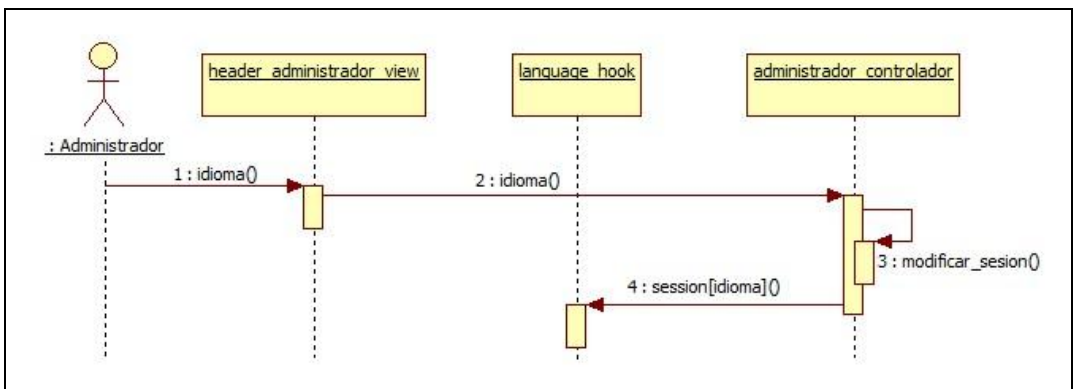 header_administrador_view
language_hook
administrador_controlador
: Administrador
1 : idioma()
2 : idioma()
3 : modificar_sesion()
4 : session[idioma]()